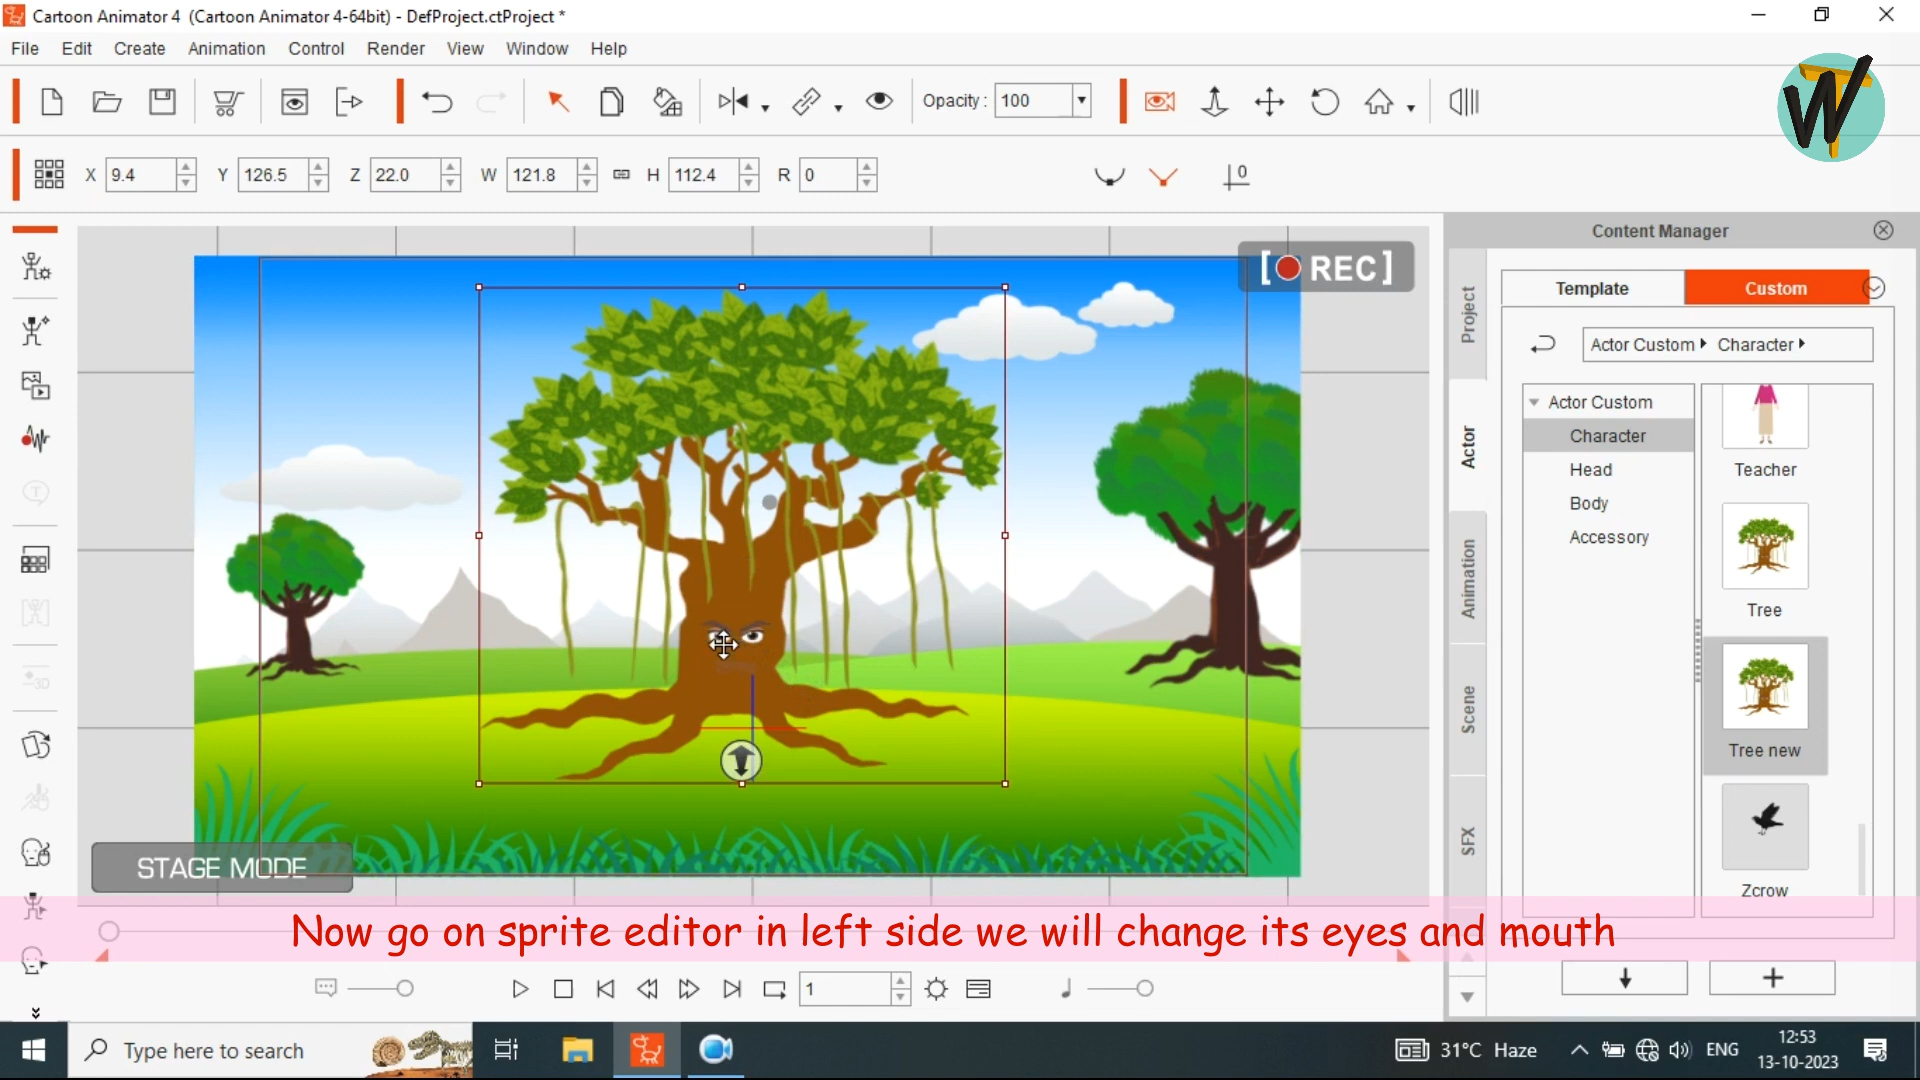 Cartoon Animator 4 (Cartoon Animator 4-64bit) - DefProject.ctProject *
File Edit Create Animation Control Render View Window Help
Opacity : 100
X 9.4 Y 126.5 Z 22.0 W 121.8 H 112.4 R 0
0
WT
[ REC ]
Content Manager
Template Custom
Actor Custom Character
Project
Actor
Animation
Scene
SFX
Actor Custom
Character
Head
Body
Accessory
Teacher
Tree
Tree new
Zcrow
T
3D
STAGE MODE
Now go on sprite editor in left side we will change its eyes and mouth
1
Type here to search
31°C Haze
ENG
12:53
13-10-2023